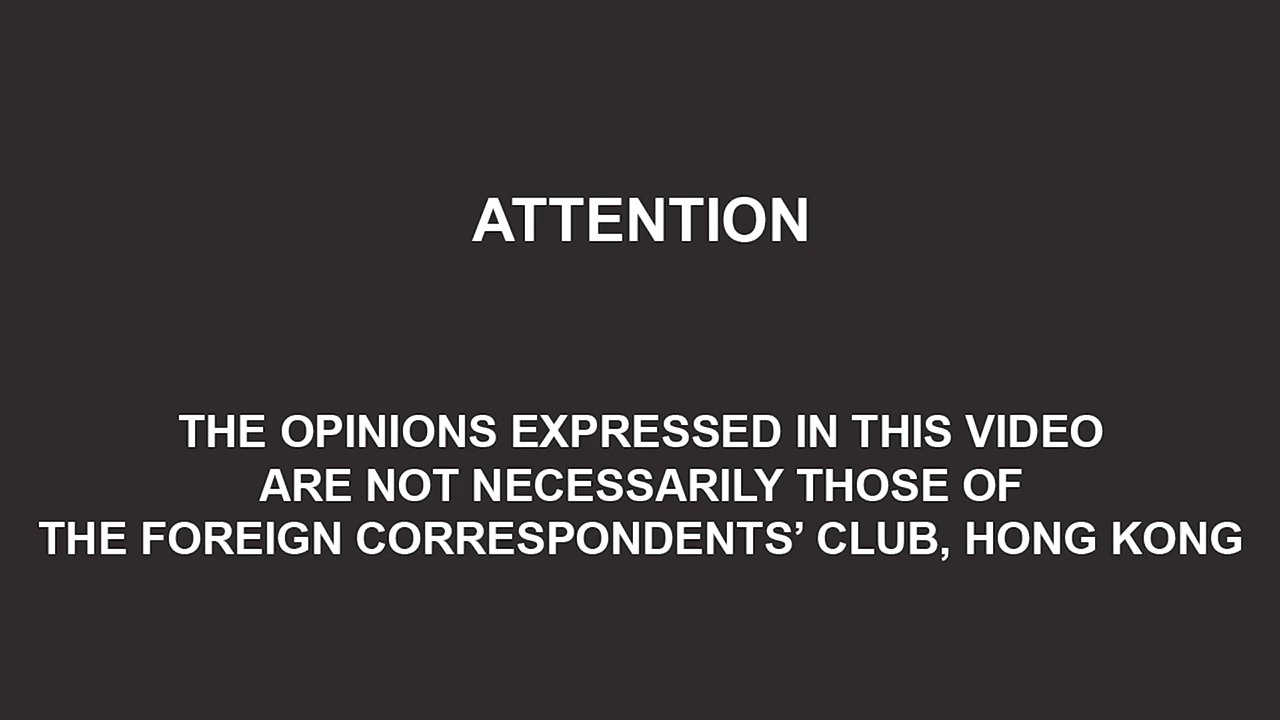 ATTENTION
THE OPINIONS EXPRESSED IN THIS VIDEO
ARE NOT NECESSARILY THOSE OF
THE FOREIGN CORRESPONDENTS’ CLUB, HONG KONG